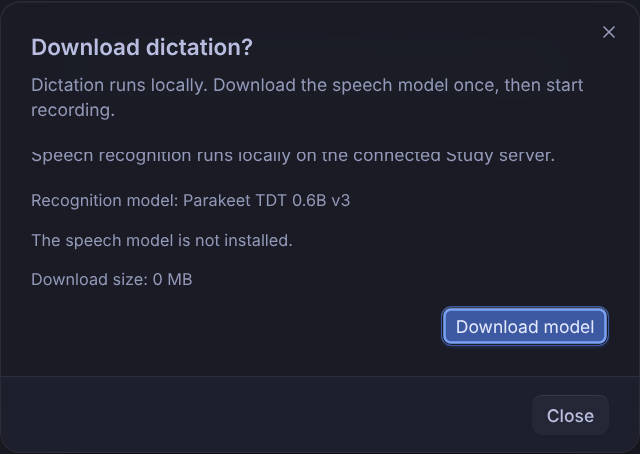 Download dictation?
Dictation runs locally. Download the speech model once, then start
recording.
Speech recognition runs locally on the connected Study server.
Recognition model: Parakeet TDT 0.6B v3
The speech model is not installed.
Download size: 0 MB
Download model
Close